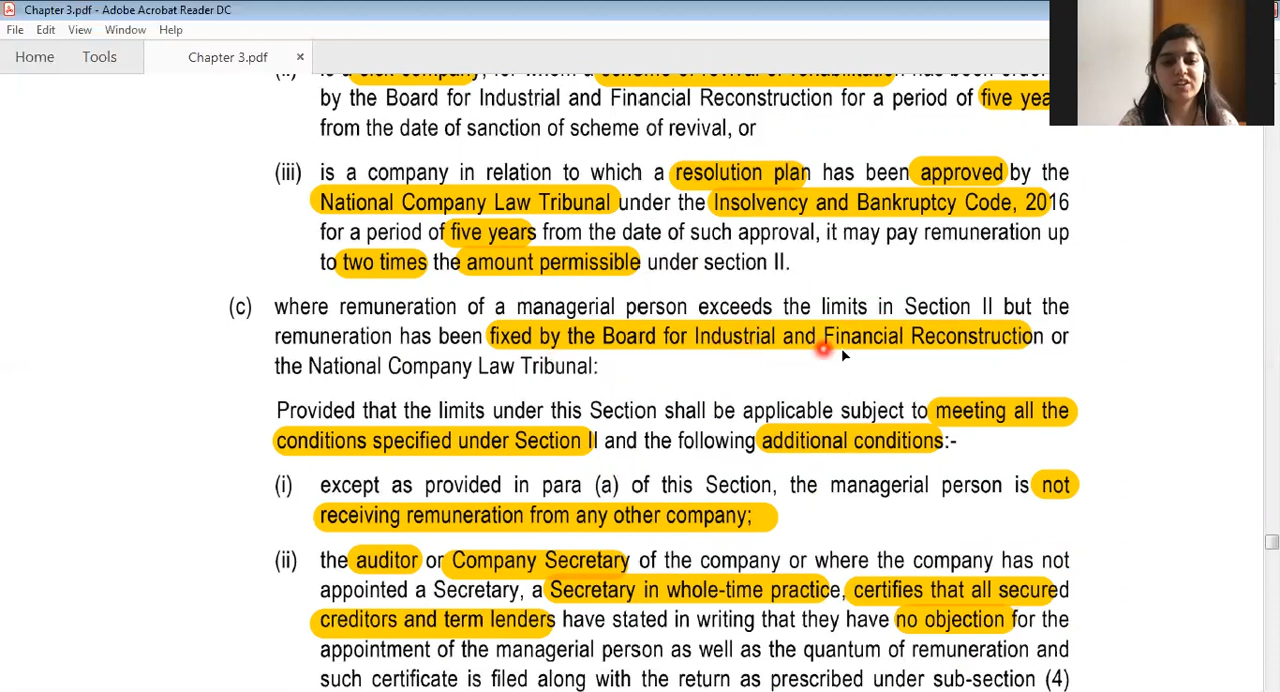 Chapter 3.pdf - Adobe Acrobat Reader DC
File Edit View Window Help
Home Tools Chapter 3.pdf ×
is a sick company, for whom a scheme of revival or rehabilitation has been
by the Board for Industrial and Financial Reconstruction for a period of five
from the date of sanction of scheme of revival, or
(iii) is a company in relation to which a resolution plan has been approved by the
National Company Law Tribunal under the Insolvency and Bankruptcy Code, 2016
for a period of five years from the date of such approval, it may pay remuneration up
to two times the amount permissible under section II.
(c) where remuneration of a managerial person exceeds the limits in Section II but the
remuneration has been fixed by the Board for Industrial and Financial Reconstruction or
the National Company Law Tribunal:
Provided that the limits under this Section shall be applicable subject to meeting all the
conditions specified under Section II and the following additional conditions:-
(i) except as provided in para (a) of this Section, the managerial person is not
receiving remuneration from any other company;
(ii) the auditor or Company Secretary of the company or where the company has not
appointed a Secretary, a Secretary in whole-time practice, certifies that all secured
creditors and term lenders have stated in writing that they have no objection for the
appointment of the managerial person as well as the quantum of remuneration and
such certificate is filed along with the return as prescribed under sub-section (4)